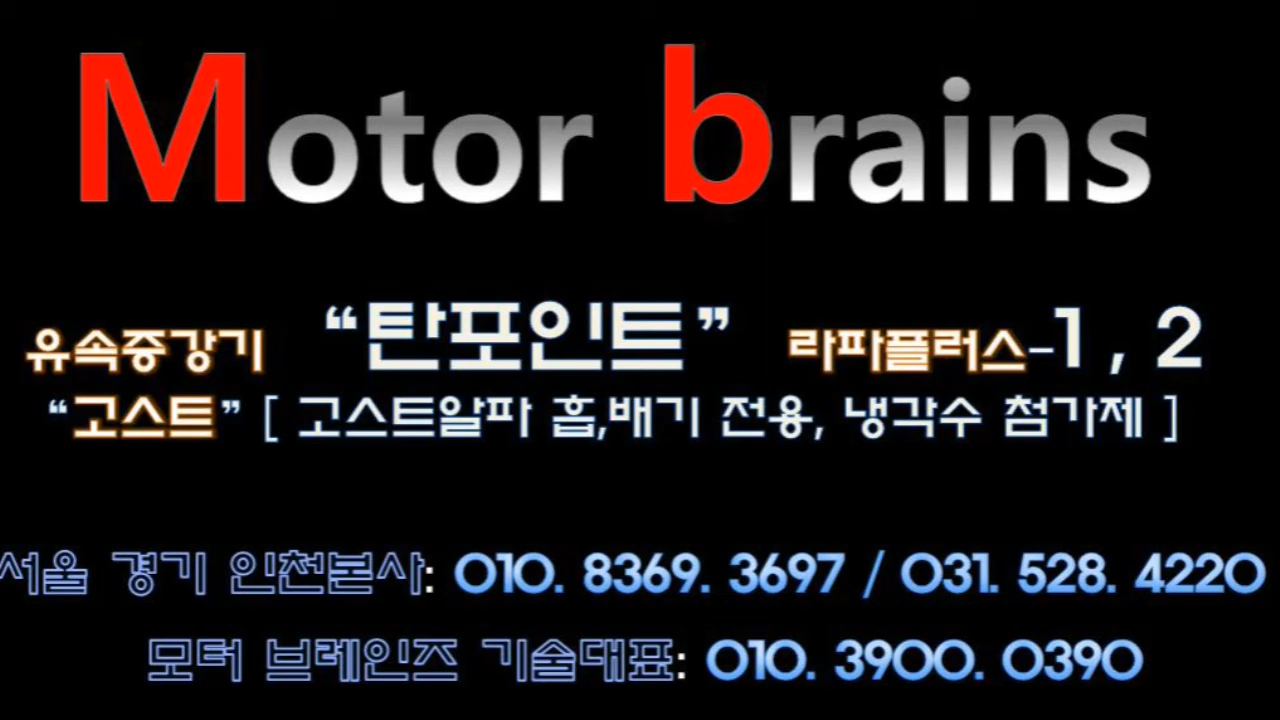 Motor brains
유속증강기 “탄포인트” 라파플러스-1 , 2
“고스트” [ 고스트알파 흡,배기 전용, 냉각수 첨가제 ]
서울 경기 인천본사: 010. 8369. 3697 / 031. 528. 4220
모터 브레인즈 기술대표: 010. 3900. 0390